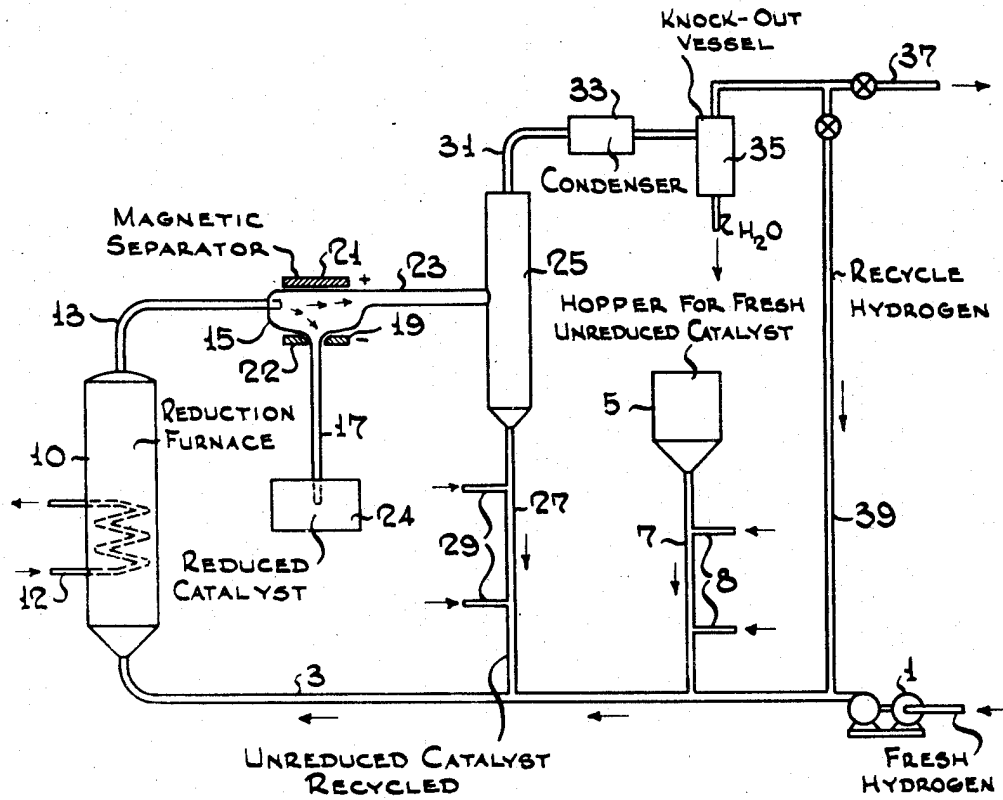 KNOCK-OUT
VESSEL
37
33
31
35
CONDENSER
MAGNETIC
SEPARATOR
21
+
23
H2O
25
RECYCLE
HYDROGEN
HOPPER FOR FRESH
UNREDUCED CATALYST
13
15
19
-
22
5
REDUCTION
FURNACE
10
17
24
27
7
39
29
8
REDUCED
CATALYST
12
3
1
UNREDUCED CATALYST
RECYCLED
FRESH
HYDROGEN